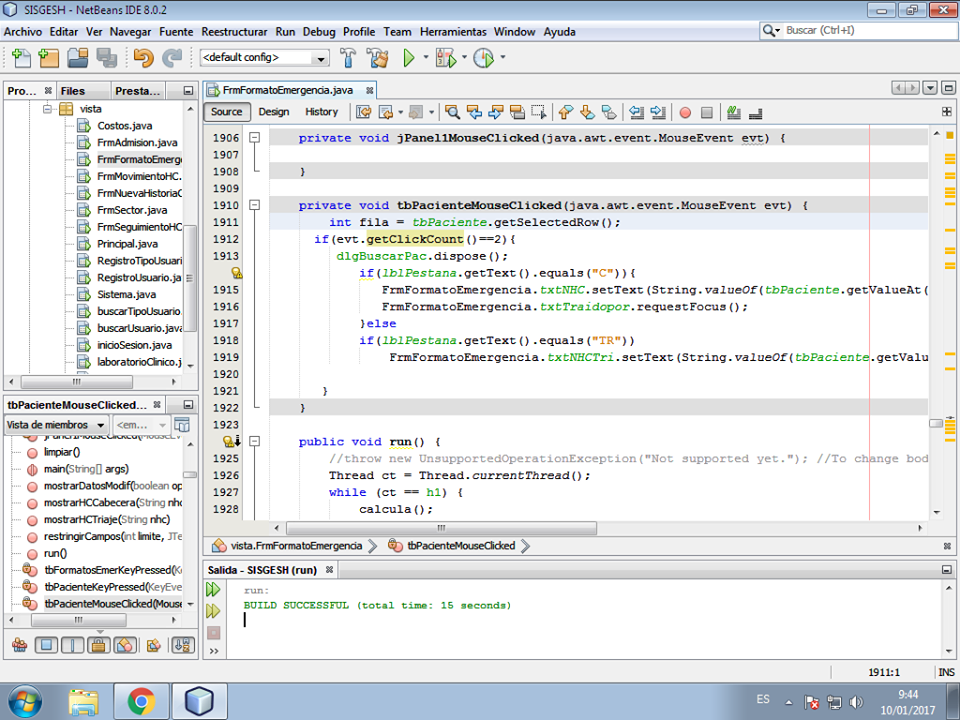 SISGESH - NetBeans IDE 8.0.2
Archivo Editar Ver Navegar Fuente Reestructurar Run Debug Profile Team Herramientas Window Ayuda
Buscar (Ctrl+I)
<default config>
Pro... Files Presta...
FrmFormatoEmergencia.java
Source Design History
vista
Costos.java
FrmAdmision.java
FrmFormatoEmerg
FrmMovimientoHC.
FrmNuevaHistoriaC
FrmSector.java
FrmSeguimientoHC
Principal.java
RegistroTipoUsuari
RegistroUsuario.ja
Sistema.java
buscarTipoUsuario
buscarUsuario.java
inicioSesion.java
laboratorioClinico.j
1906 private void jPanel1MouseClicked(java.awt.event.MouseEvent evt) {
1907
1908 }
1909
1910 private void tbPacienteMouseClicked(java.awt.event.MouseEvent evt) {
1911 int fila = tbPaciente.getSelectedRow();
1912 if(evt.getClickCount()==2){
1913 dlgBuscarPac.dispose();
if(lblPestana.getText().equals("C")){
1915 FrmFormatoEmergencia.txtNHC.setText(String.valueOf(tbPaciente.getValueAt(
1916 FrmFormatoEmergencia.txtTraidopor.requestFocus();
1917 }else
1918 if(lblPestana.getText().equals("TR"))
1919 FrmFormatoEmergencia.txtNHCTri.setText(String.valueOf(tbPaciente.getValu
1920
1921 }
1922 }
1923
public void run() {
1925 //throw new UnsupportedOperationException("Not supported yet."); //To change bod
1926 Thread ct = Thread.currentThread();
1927 while (ct == h1) {
1928 calcula();
tbPacienteMouseClicked...
Vista de miembros <em...
limpiar()
main(String[] args)
mostrarDatosModif(boolean op
mostrarHCCabecera(String nhc
mostrarHCTriaje(String nhc)
restringirCampos(int limite, JTe
run()
tbFormatosEmerKeyPressed(Ke
tbPacienteKeyPressed(KeyEve
tbPacienteMouseClicked(Mouse
vista.FrmFormatoEmergencia tbPacienteMouseClicked
Salida - SISGESH (run)
run:
BUILD SUCCESSFUL (total time: 15 seconds)
1911:1 INS
ES
9:44
10/01/2017